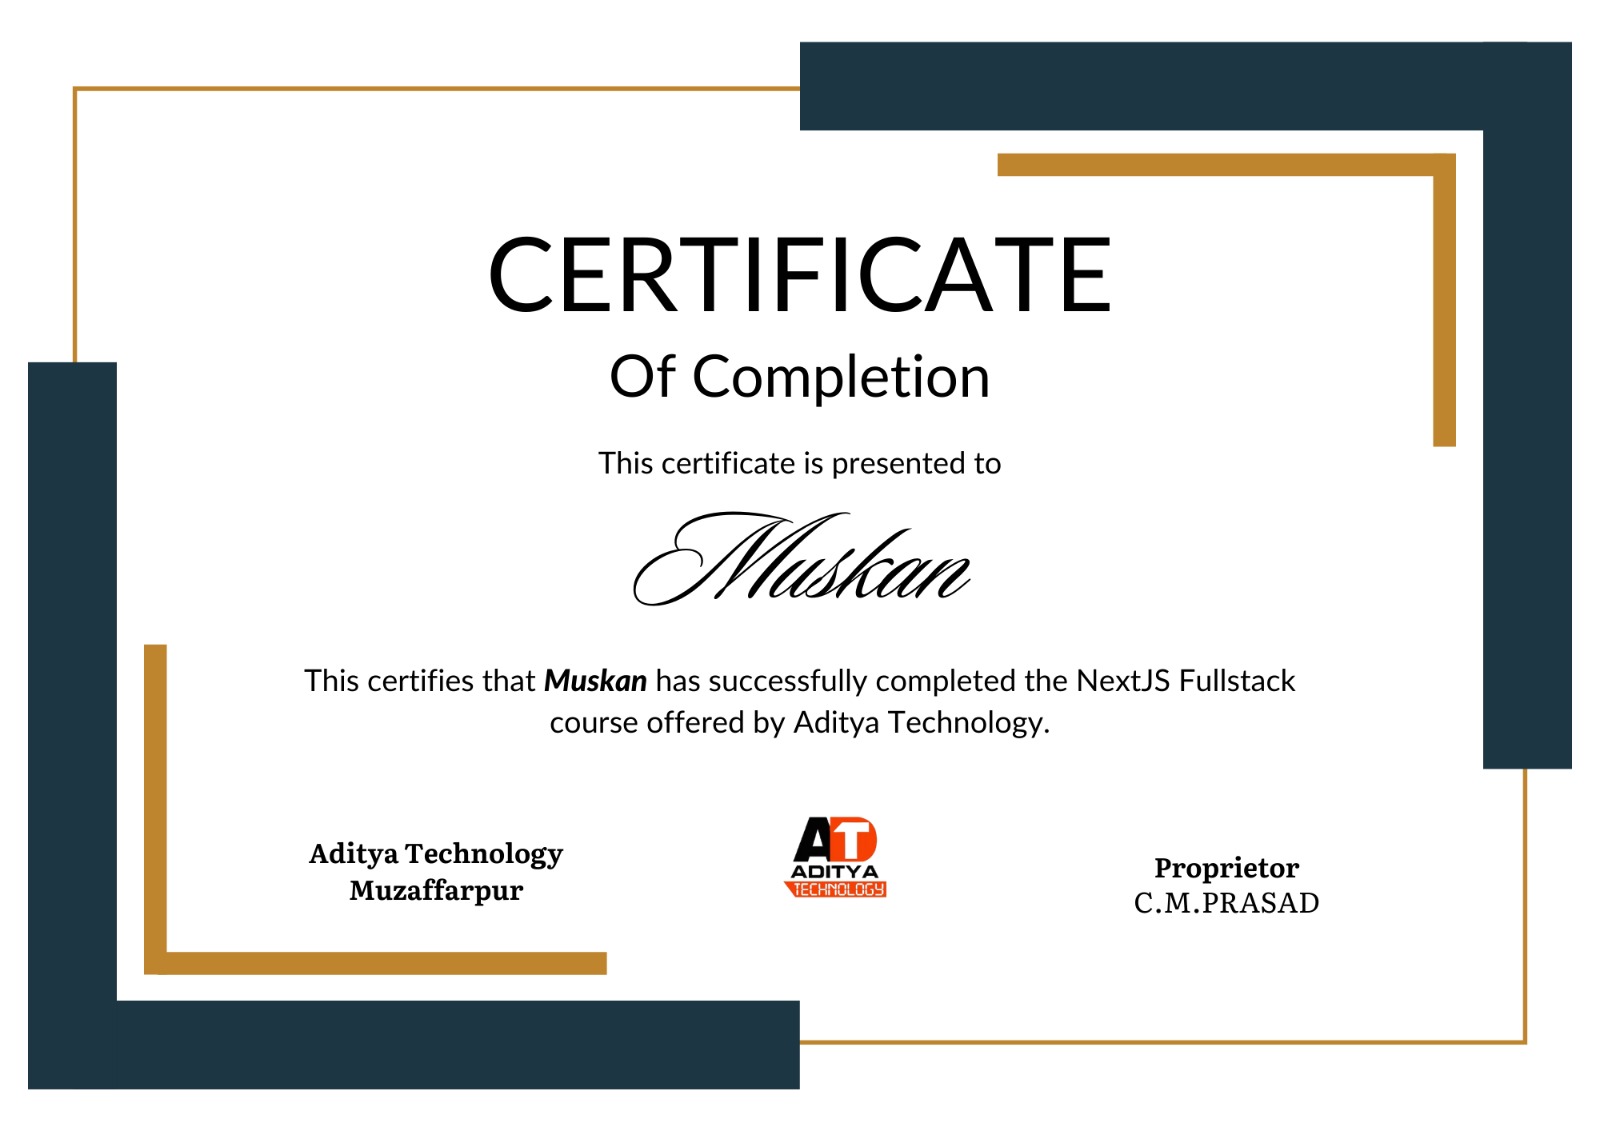 CERTIFICATE
Of Completion
This certificate is presented to
Muskan
This certifies that Muskan has successfully completed the NextJS Fullstack
course offered by Aditya Technology.
Aditya Technology
Muzaffarpur
AT
ADITYA
TECHNOLOGY
Proprietor
C.M.PRASAD